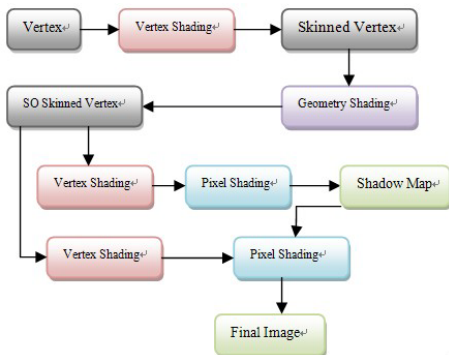 Vertex
Vertex Shading
Skinned Vertex
SO Skinned Vertex
Geometry Shading
Vertex Shading
Pixel Shading
Shadow Map
Vertex Shading
Pixel Shading
Final Image